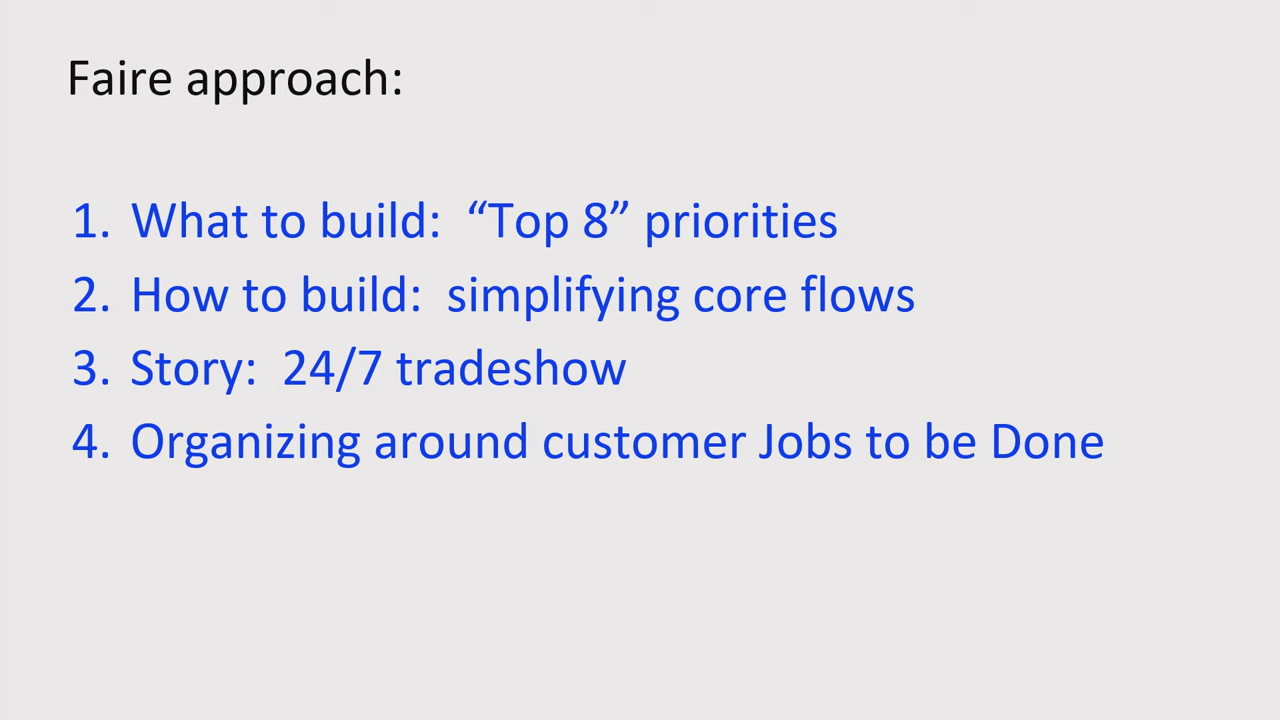 Faire approach:
1. What to build: “Top 8” priorities
2. How to build: simplifying core flows
3. Story: 24/7 tradeshow
4. Organizing around customer Jobs to be Done